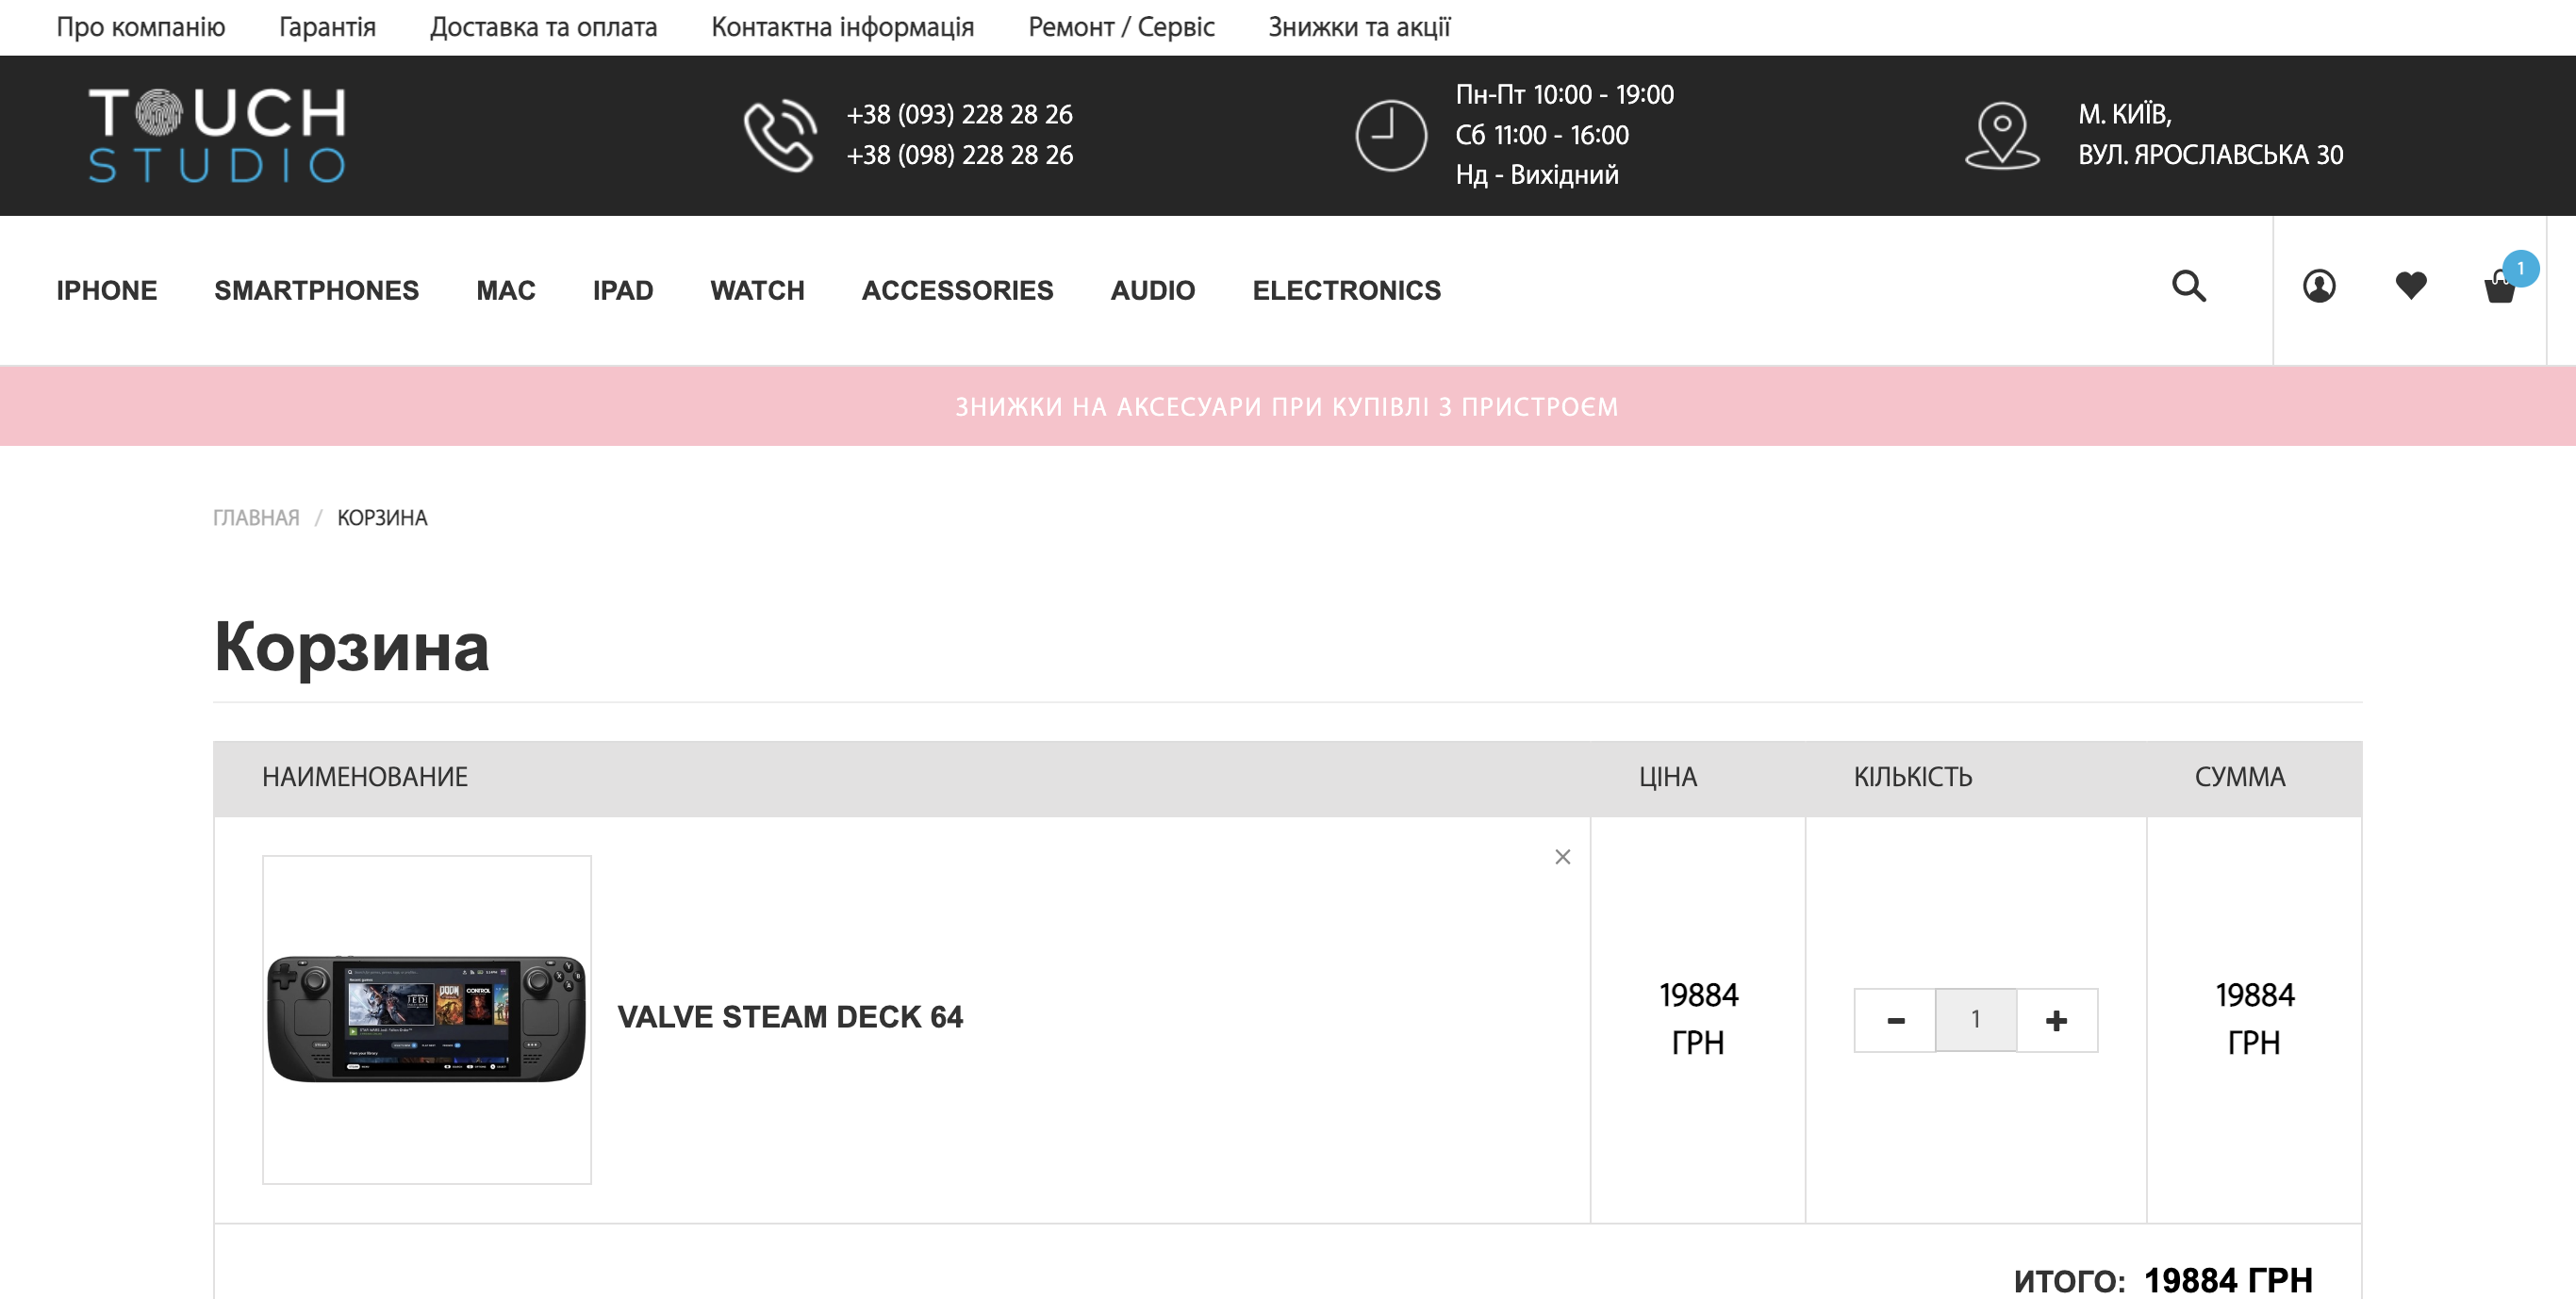 Про компанію Гарантія Доставка та оплата Контактна інформація Ремонт / Сервіс Знижки та акції
TOUCH
STUDIO
+38 (093) 228 28 26
+38 (098) 228 28 26
Пн-Пт 10:00 - 19:00
Сб 11:00 - 16:00
Нд - Вихідний
М. КИЇВ,
ВУЛ. ЯРОСЛАВСЬКА 30
IPHONE SMARTPHONES MAC IPAD WATCH ACCESSORIES AUDIO ELECTRONICS
1
ЗНИЖКИ НА АКСЕСУАРИ ПРИ КУПІВЛІ З ПРИСТРОЄМ
ГЛАВНАЯ / КОРЗИНА
Корзина
НАИМЕНОВАНИЕ ЦІНА КІЛЬКІСТЬ СУММА
JEDI
DOOM
CONTROL
VALVE STEAM DECK 64
19884
ГРН
1
19884
ГРН
ИТОГО: 19884 ГРН